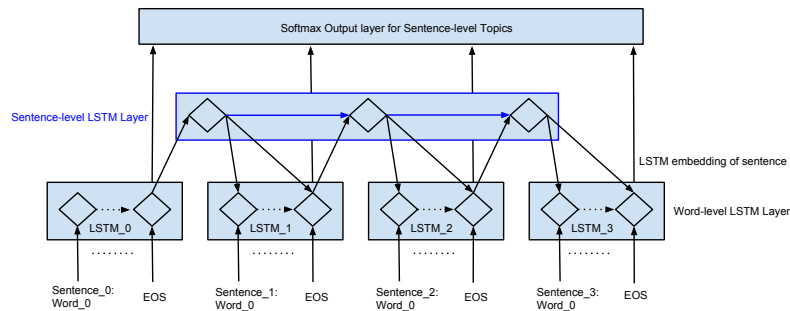 Softmax Output layer for Sentence-level Topics
Sentence-level LSTM Layer
LSTM embedding of sentence
Word-level LSTM Layer
LSTM_0
LSTM_1
LSTM_2
LSTM_3
Sentence_0:
Word_0
EOS
Sentence_1:
Word_0
EOS
Sentence_2:
Word_0
EOS
Sentence_3:
Word_0
EOS